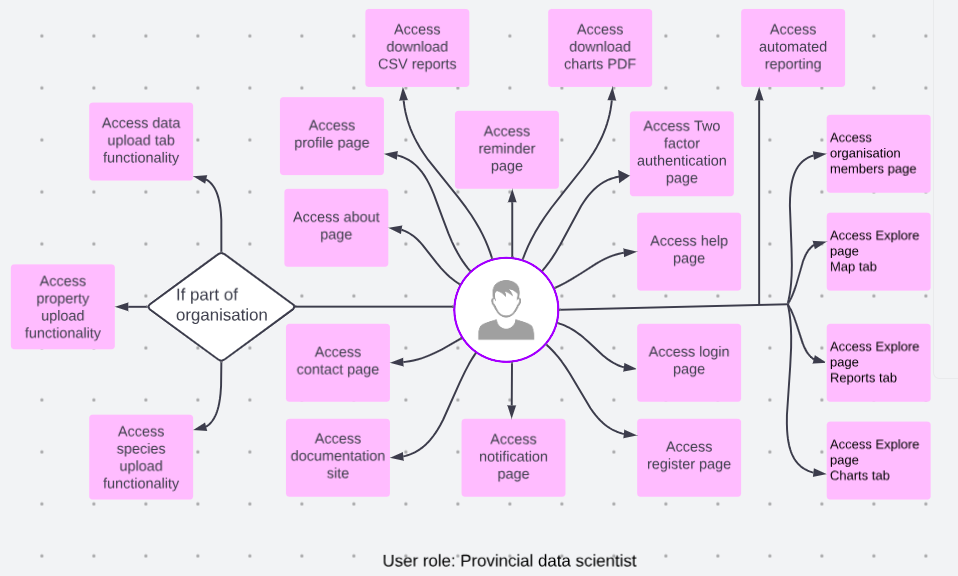 Access
download
CSV reports
Access
download
charts PDF
Access
automated
reporting
Access data
upload tab
functionality
Access
profile page
Access
reminder
page
Access Two
factor
authentication
page
Access
organisation
members page
Access about
page
Access help
page
Access Explore
page
Map tab
Access
property
upload
functionality
If part of
organisation
Access
contact page
Access login
page
Access Explore
page
Reports tab
Access
species
upload
functionality
Access
documentation
site
Access
notification
page
Access
register page
Access Explore
page
Charts tab
User role: Provincial data scientist